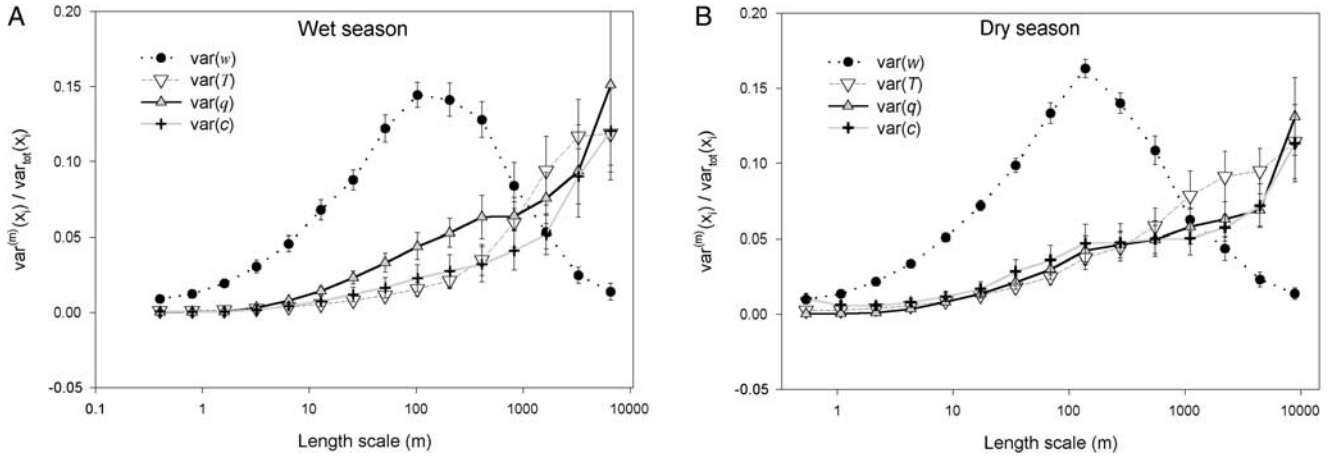 A
Wet season
var(w)
var(T)
var(q)
var(c)
var(m)(xi) / vartot(xi)
0.20
0.15
0.10
0.05
0.00
-0.05
0.1
1
10
100
1000
10000
Length scale (m)
B
Dry season
var(w)
var(T)
var(q)
var(c)
var(m)(xi) / vartot(xi)
0.20
0.15
0.10
0.05
0.00
-0.05
1
10
100
1000
10000
Length scale (m)